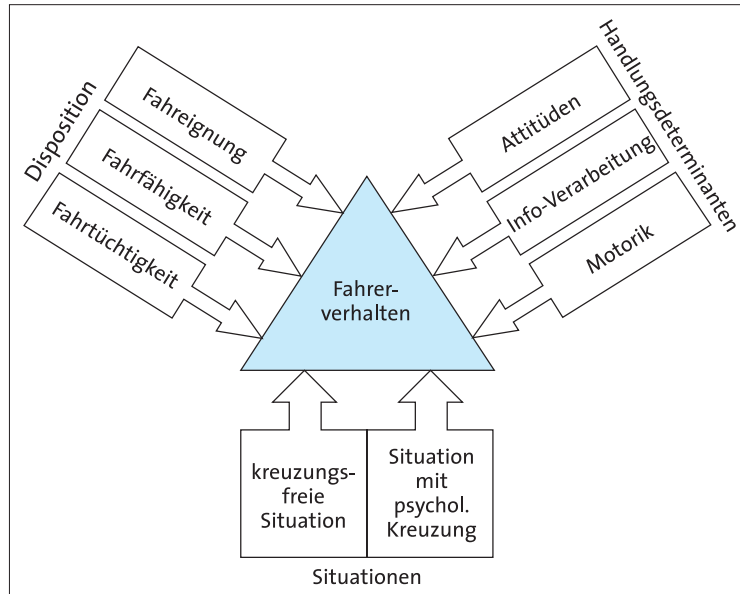 Disposition
Fahreignung
Fahrfähigkeit
Fahrtüchtigkeit
Handlungsdeterminanten
Attitüden
Info-Verarbeitung
Motorik
Fahrer-
verhalten
kreuzungs-
freie
Situation
Situation
mit
psychol.
Kreuzung
Situationen